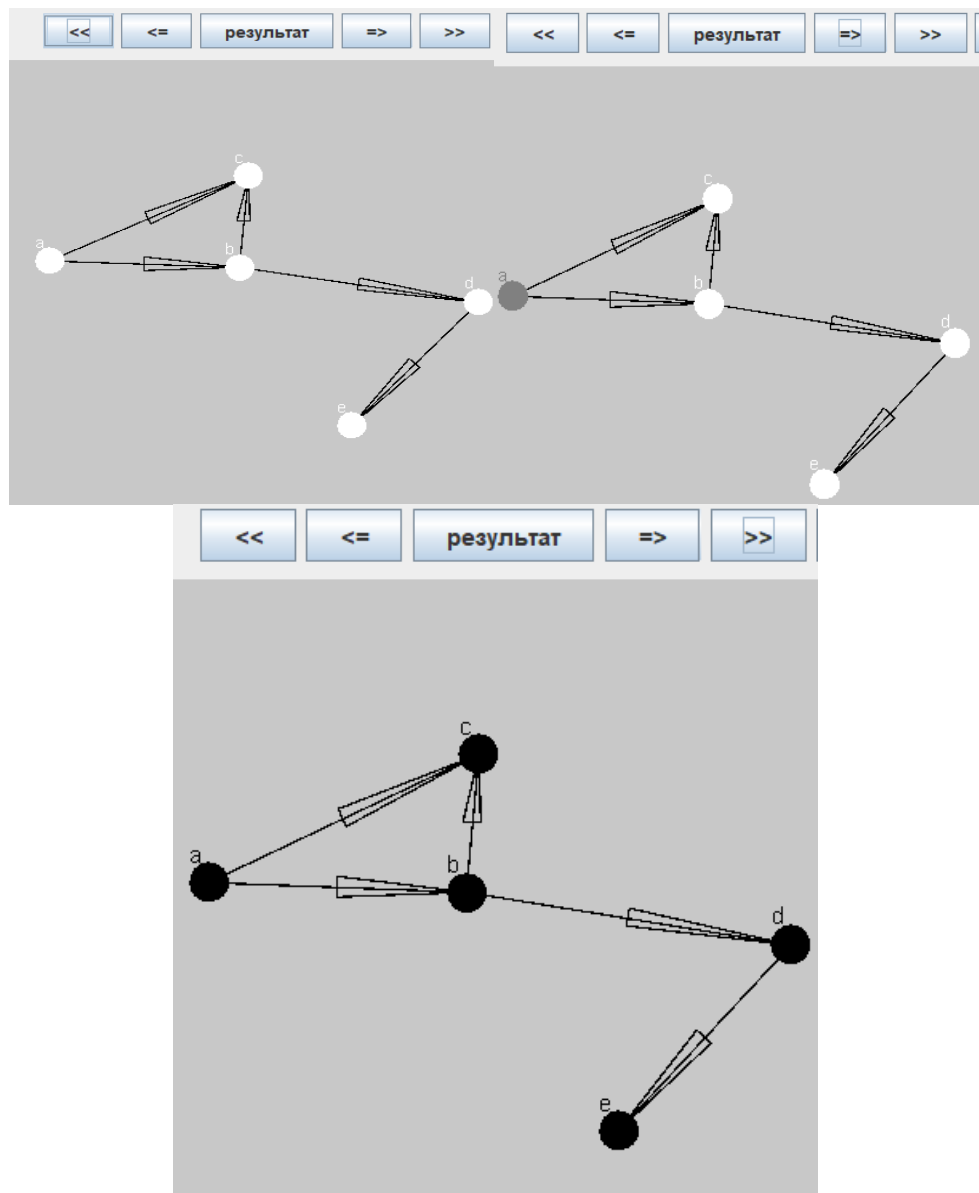 << <= результат => >>
<< <= результат => >>
c
a
b
d
e
c
a
b
d
e
<< <= результат => >>
c
a
b
d
e